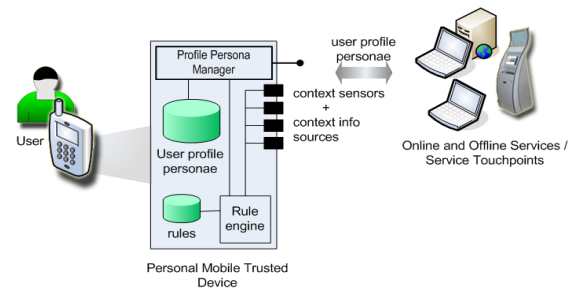 Profile Persona
Manager
user profile
personae
context sensors
+
context info
sources
User
User profile
personae
Online and Offline Services /
Service Touchpoints
Rule
engine
rules
Personal Mobile Trusted
Device